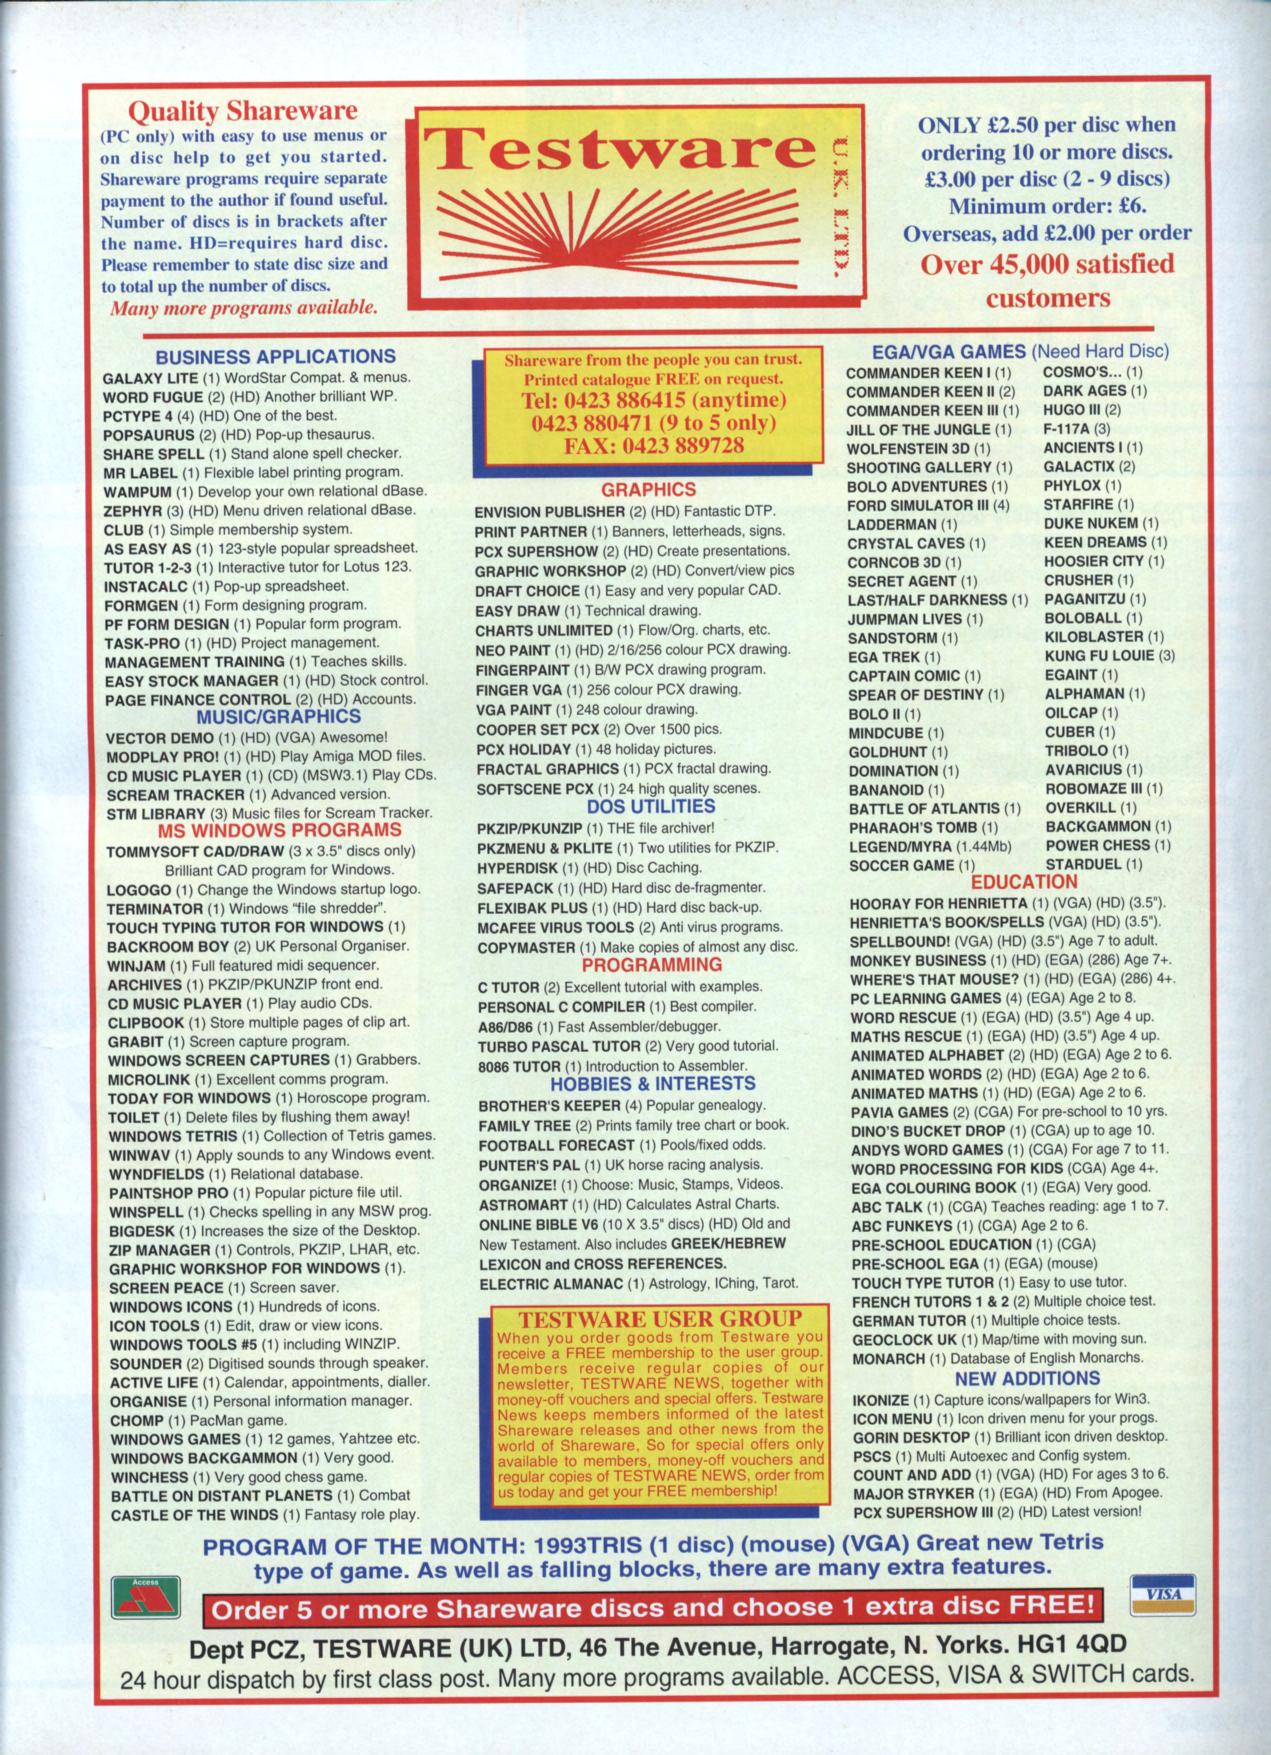 Quality Shareware
(PC only) with easy to use menus or
on disc help to get you started.
Shareware programs require separate
payment to the author if found useful.
Number of discs is in brackets after
the name. HD=requires hard disc.
Please remember to state disc size and
to total up the number of discs.
Many more programs available.
Testware
U.K. LTD.
ONLY £2.50 per disc when
ordering 10 or more discs.
£3.00 per disc (2 - 9 discs)
Minimum order: £6.
Overseas, add £2.00 per order
Over 45,000 satisfied
customers
BUSINESS APPLICATIONS
GALAXY LITE (1) WordStar Compat. & menus.
WORD FUGUE (2) (HD) Another brilliant WP.
PCTYPE 4 (4) (HD) One of the best.
POPSAURUS (2) (HD) Pop-up thesaurus.
SHARE SPELL (1) Stand alone spell checker.
MR LABEL (1) Flexible label printing program.
WAMPUM (1) Develop your own relational dBase.
ZEPHYR (3) (HD) Menu driven relational dBase.
CLUB (1) Simple membership system.
AS EASY AS (1) 123-style popular spreadsheet.
TUTOR 1-2-3 (1) Interactive tutor for Lotus 123.
INSTACALC (1) Pop-up spreadsheet.
FORMGEN (1) Form designing program.
PF FORM DESIGN (1) Popular form program.
TASK-PRO (1) (HD) Project management.
MANAGEMENT TRAINING (1) Teaches skills.
EASY STOCK MANAGER (1) (HD) Stock control.
PAGE FINANCE CONTROL (2) (HD) Accounts.
MUSIC/GRAPHICS
VECTOR DEMO (1) (HD) (VGA) Awesome!
MODPLAY PRO! (1) (HD) Play Amiga MOD files.
CD MUSIC PLAYER (1) (CD) (MSW3.1) Play CDs.
SCREAM TRACKER (1) Advanced version.
STM LIBRARY (3) Music files for Scream Tracker.
MS WINDOWS PROGRAMS
TOMMYSOFT CAD/DRAW (3 x 3.5" discs only)
Brilliant CAD program for Windows.
LOGOGO (1) Change the Windows startup logo.
TERMINATOR (1) Windows "file shredder".
TOUCH TYPING TUTOR FOR WINDOWS (1)
BACKROOM BOY (2) UK Personal Organiser.
WINJAM (1) Full featured midi sequencer.
ARCHIVES (1) PKZIP/PKUNZIP front end.
CD MUSIC PLAYER (1) Play audio CDs.
CLIPBOOK (1) Store multiple pages of clip art.
GRABIT (1) Screen capture program.
WINDOWS SCREEN CAPTURES (1) Grabbers.
MICROLINK (1) Excellent comms program.
TODAY FOR WINDOWS (1) Horoscope program.
TOILET (1) Delete files by flushing them away!
WINDOWS TETRIS (1) Collection of Tetris games.
WINWAV (1) Apply sounds to any Windows event.
WYNDFIELDS (1) Relational database.
PAINTSHOP PRO (1) Popular picture file util.
WINSPELL (1) Checks spelling in any MSW prog.
BIGDESK (1) Increases the size of the Desktop.
ZIP MANAGER (1) Controls, PKZIP, LHAR, etc.
GRAPHIC WORKSHOP FOR WINDOWS (1).
SCREEN PEACE (1) Screen saver.
WINDOWS ICONS (1) Hundreds of icons.
ICON TOOLS (1) Edit, draw or view icons.
WINDOWS TOOLS #5 (1) including WINZIP.
SOUNDER (2) Digitised sounds through speaker.
ACTIVE LIFE (1) Calendar, appointments, dialler.
ORGANISE (1) Personal information manager.
CHOMP (1) PacMan game.
WINDOWS GAMES (1) 12 games, Yahtzee etc.
WINDOWS BACKGAMMON (1) Very good.
WINCHESS (1) Very good chess game.
BATTLE ON DISTANT PLANETS (1) Combat
CASTLE OF THE WINDS (1) Fantasy role play.
Shareware from the people you can trust.
Printed catalogue FREE on request.
Tel: 0423 886415 (anytime)
0423 880471 (9 to 5 only)
FAX: 0423 889728
GRAPHICS
ENVISION PUBLISHER (2) (HD) Fantastic DTP.
PRINT PARTNER (1) Banners, letterheads, signs.
PCX SUPERSHOW (2) (HD) Create presentations.
GRAPHIC WORKSHOP (2) (HD) Convert/view pics
DRAFT CHOICE (1) Easy and very popular CAD.
EASY DRAW (1) Technical drawing.
CHARTS UNLIMITED (1) Flow/Org. charts, etc.
NEO PAINT (1) (HD) 2/16/256 colour PCX drawing.
FINGERPAINT (1) B/W PCX drawing program.
FINGER VGA (1) 256 colour PCX drawing.
VGA PAINT (1) 248 colour drawing.
COOPER SET PCX (2) Over 1500 pics.
PCX HOLIDAY (1) 48 holiday pictures.
FRACTAL GRAPHICS (1) PCX fractal drawing.
SOFTSCENE PCX (1) 24 high quality scenes.
DOS UTILITIES
PKZIP/PKUNZIP (1) THE file archiver!
PKZMENU & PKLITE (1) Two utilities for PKZIP.
HYPERDISK (1) (HD) Disc Caching.
SAFEPACK (1) (HD) Hard disc de-fragmenter.
FLEXIBAK PLUS (1) (HD) Hard disc back-up.
MCAFEE VIRUS TOOLS (2) Anti virus programs.
COPYMASTER (1) Make copies of almost any disc.
PROGRAMMING
C TUTOR (2) Excellent tutorial with examples.
PERSONAL C COMPILER (1) Best compiler.
A86/D86 (1) Fast Assembler/debugger.
TURBO PASCAL TUTOR (2) Very good tutorial.
8086 TUTOR (1) Introduction to Assembler.
HOBBIES & INTERESTS
BROTHER'S KEEPER (4) Popular genealogy.
FAMILY TREE (2) Prints family tree chart or book.
FOOTBALL FORECAST (1) Pools/fixed odds.
PUNTER'S PAL (1) UK horse racing analysis.
ORGANIZE! (1) Choose: Music, Stamps, Videos.
ASTROMART (1) (HD) Calculates Astral Charts.
ONLINE BIBLE V6 (10 X 3.5" discs) (HD) Old and
New Testament. Also includes GREEK/HEBREW
LEXICON and CROSS REFERENCES.
ELECTRIC ALMANAC (1) Astrology, IChing, Tarot.
TESTWARE USER GROUP
When you order goods from Testware you
receive a FREE membership to the user group.
Members receive regular copies of our
newsletter, TESTWARE NEWS, together with
money-off vouchers and special offers. Testware
News keeps members informed of the latest
Shareware releases and other news from the
world of Shareware, So for special offers only
available to members, money-off vouchers and
regular copies of TESTWARE NEWS, order from
us today and get your FREE membership!
EGA/VGA GAMES (Need Hard Disc)
COMMANDER KEEN I (1)
COMMANDER KEEN II (2)
COMMANDER KEEN III (1)
JILL OF THE JUNGLE (1)
WOLFENSTEIN 3D (1)
SHOOTING GALLERY (1)
BOLO ADVENTURES (1)
FORD SIMULATOR III (4)
LADDERMAN (1)
CRYSTAL CAVES (1)
CORNCOB 3D (1)
SECRET AGENT (1)
LAST/HALF DARKNESS (1)
JUMPMAN LIVES (1)
SANDSTORM (1)
EGA TREK (1)
CAPTAIN COMIC (1)
SPEAR OF DESTINY (1)
BOLO II (1)
MINDCUBE (1)
GOLDHUNT (1)
DOMINATION (1)
BANANOID (1)
BATTLE OF ATLANTIS (1)
PHARAOH'S TOMB (1)
LEGEND/MYRA (1.44Mb)
SOCCER GAME (1)
COSMO'S... (1)
DARK AGES (1)
HUGO III (2)
F-117A (3)
ANCIENTS I (1)
GALACTIX (2)
PHYLOX (1)
STARFIRE (1)
DUKE NUKEM (1)
KEEN DREAMS (1)
HOOSIER CITY (1)
CRUSHER (1)
PAGANITZU (1)
BOLOBALL (1)
KILOBLASTER (1)
KUNG FU LOUIE (3)
EGAINT (1)
ALPHAMAN (1)
OILCAP (1)
CUBER (1)
TRIBOLO (1)
AVARICIUS (1)
ROBOMAZE III (1)
OVERKILL (1)
BACKGAMMON (1)
POWER CHESS (1)
STARDUEL (1)
EDUCATION
HOORAY FOR HENRIETTA (1) (VGA) (HD) (3.5").
HENRIETTA'S BOOK/SPELLS (VGA) (HD) (3.5").
SPELLBOUND! (VGA) (HD) (3.5") Age 7 to adult.
MONKEY BUSINESS (1) (HD) (EGA) (286) Age 7+.
WHERE'S THAT MOUSE? (1) (HD) (EGA) (286) 4+.
PC LEARNING GAMES (4) (EGA) Age 2 to 8.
WORD RESCUE (1) (EGA) (HD) (3.5") Age 4 up.
MATHS RESCUE (1) (EGA) (HD) (3.5") Age 4 up.
ANIMATED ALPHABET (2) (HD) (EGA) Age 2 to 6.
ANIMATED WORDS (2) (HD) (EGA) Age 2 to 6.
ANIMATED MATHS (1) (HD) (EGA) Age 2 to 6.
PAVIA GAMES (2) (CGA) For pre-school to 10 yrs.
DINO'S BUCKET DROP (1) (CGA) up to age 10.
ANDYS WORD GAMES (1) (CGA) For age 7 to 11.
WORD PROCESSING FOR KIDS (CGA) Age 4+.
EGA COLOURING BOOK (1) (EGA) Very good.
ABC TALK (1) (CGA) Teaches reading: age 1 to 7.
ABC FUNKEYS (1) (CGA) Age 2 to 6.
PRE-SCHOOL EDUCATION (1) (CGA)
PRE-SCHOOL EGA (1) (EGA) (mouse)
TOUCH TYPE TUTOR (1) Easy to use tutor.
FRENCH TUTORS 1 & 2 (2) Multiple choice test.
GERMAN TUTOR (1) Multiple choice tests.
GEOCLOCK UK (1) Map/time with moving sun.
MONARCH (1) Database of English Monarchs.
NEW ADDITIONS
IKONIZE (1) Capture icons/wallpapers for Win3.
ICON MENU (1) Icon driven menu for your progs.
GORIN DESKTOP (1) Brilliant icon driven desktop.
PSCS (1) Multi Autoexec and Config system.
COUNT AND ADD (1) (VGA) (HD) For ages 3 to 6.
MAJOR STRYKER (1) (EGA) (HD) From Apogee.
PCX SUPERSHOW III (2) (HD) Latest version!
PROGRAM OF THE MONTH: 1993TRIS (1 disc) (mouse) (VGA) Great new Tetris
type of game. As well as falling blocks, there are many extra features.
Access
Order 5 or more Shareware discs and choose 1 extra disc FREE!
VISA
Dept PCZ, TESTWARE (UK) LTD, 46 The Avenue, Harrogate, N. Yorks. HG1 4QD
24 hour dispatch by first class post. Many more programs available. ACCESS, VISA & SWITCH cards.